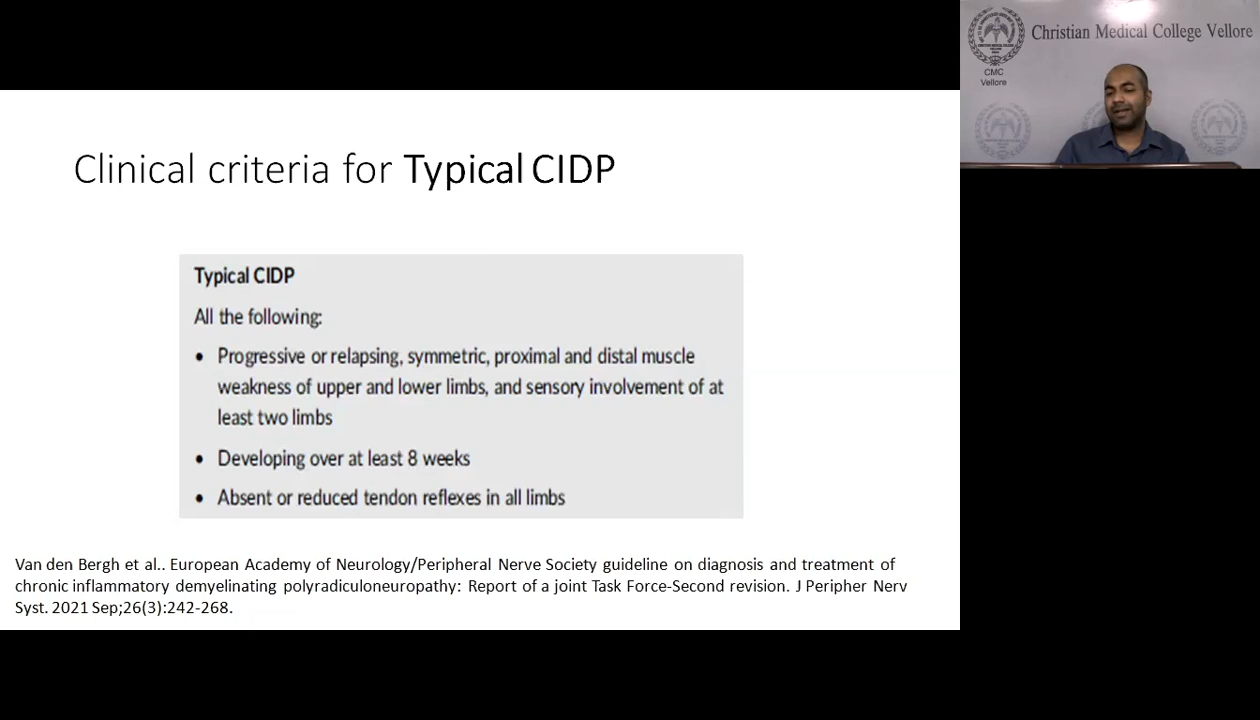 Clinical criteria for Typical CIDP
Typical CIDP
All the following:
• Progressive or relapsing, symmetric, proximal and distal muscle
weakness of upper and lower limbs, and sensory involvement of at
least two limbs
• Developing over at least 8 weeks
• Absent or reduced tendon reflexes in all limbs
Van den Bergh et al.. European Academy of Neurology/Peripheral Nerve Society guideline on diagnosis and treatment of
chronic inflammatory demyelinating polyradiculoneuropathy: Report of a joint Task Force-Second revision. J Peripher Nerv
Syst. 2021 Sep;26(3):242-268.
Christian Medical College Vellore
CMC
Vellore